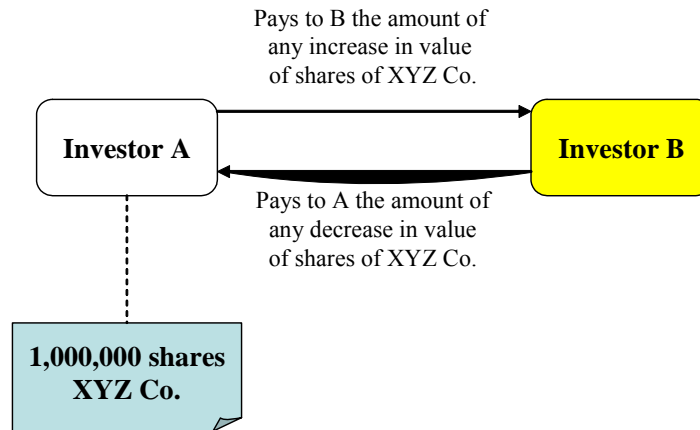 Pays to B the amount of
any increase in value
of shares of XYZ Co.
Investor A
Investor B
Pays to A the amount of
any decrease in value
of shares of XYZ Co.
1,000,000 shares
XYZ Co.